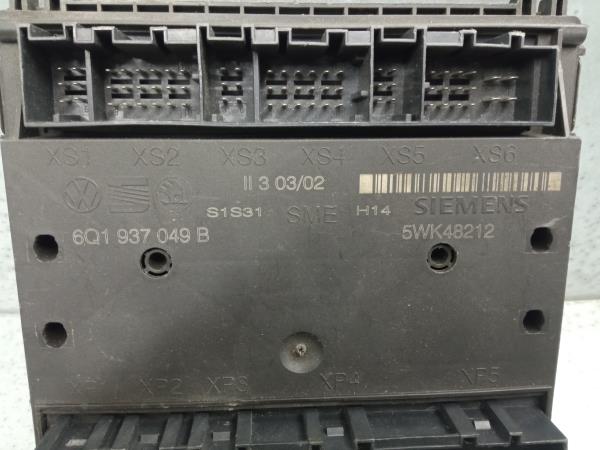 XS1 XS2 XS3 XS4 XS5 XS6
II 3 03/02
S1S31 SME H14 SIEMENS
6Q1 937 049 B 5WK48212
XP2 XP3 XP4 XP5